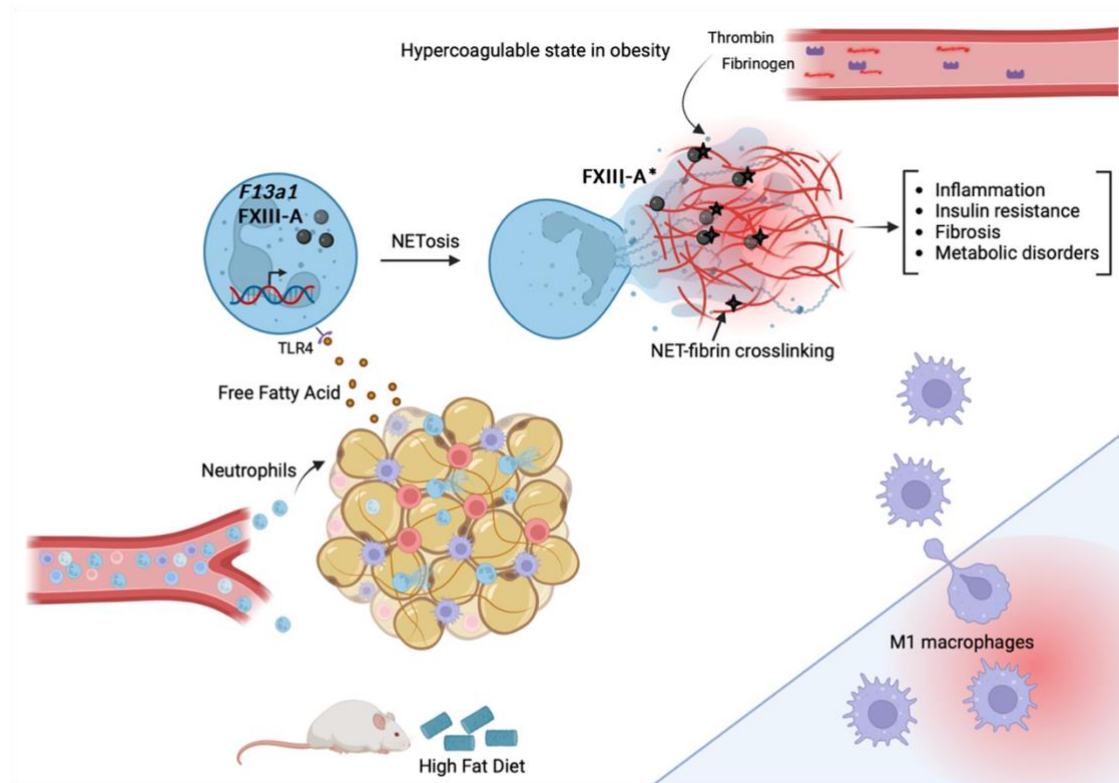 Hypercoagulable state in obesity
Thrombin
Fibrinogen
F13a1
FXIII-A
FXIII-A*
NETosis
• Inflammation
• Insulin resistance
• Fibrosis
• Metabolic disorders
TLR4
NET-fibrin crosslinking
Free Fatty Acid
Neutrophils
M1 macrophages
High Fat Diet